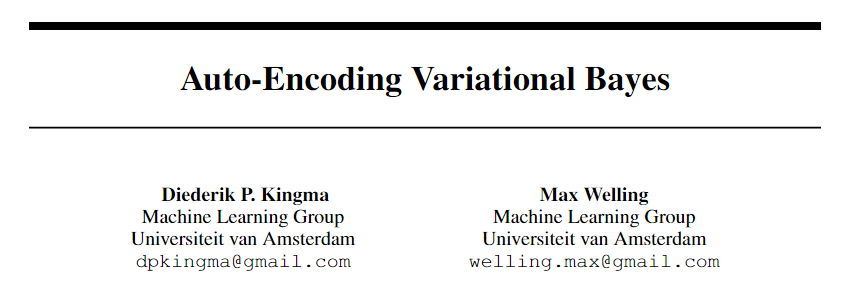 Auto-Encoding Variational Bayes
Diederik P. Kingma
Machine Learning Group
Universiteit van Amsterdam
dpkingma@gmail.com
Max Welling
Machine Learning Group
Universiteit van Amsterdam
welling.max@gmail.com